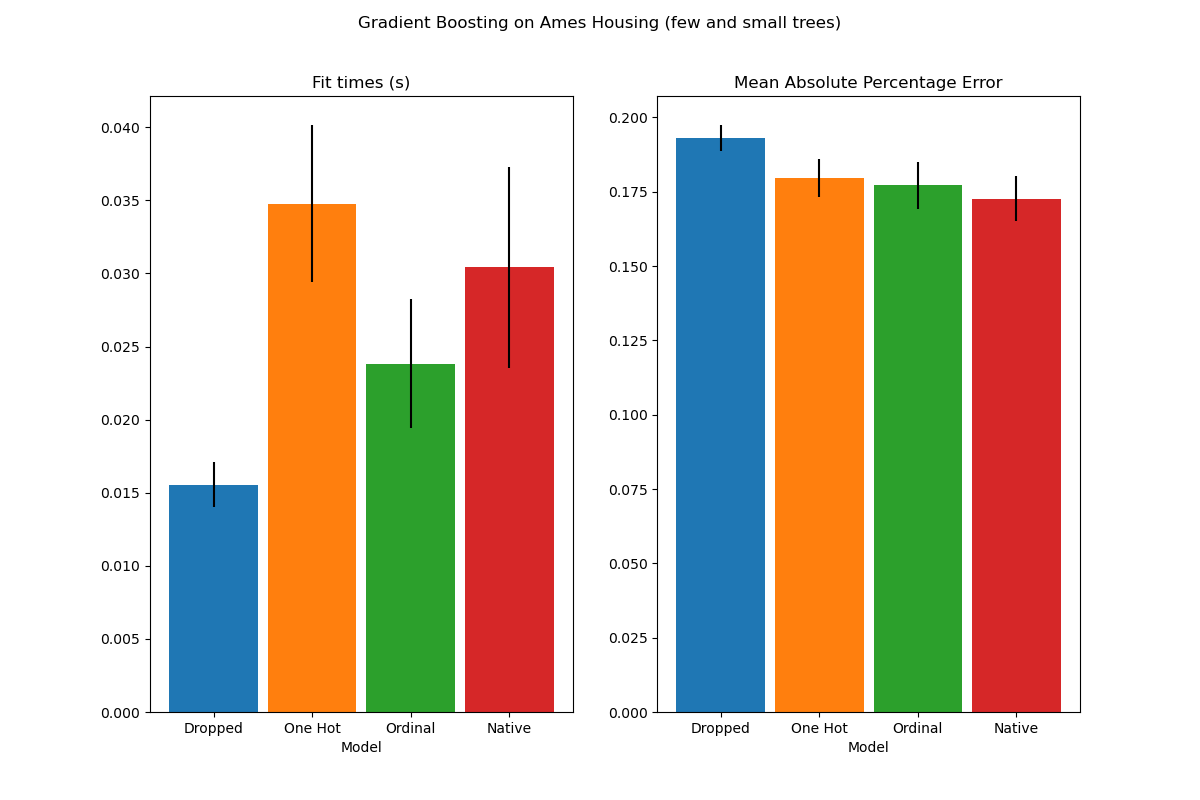 Gradient Boosting on Ames Housing (few and small trees)
Fit times (s)
0.040
0.035
0.030
0.025
0.020
0.015
0.010
0.005
0.000
Dropped One Hot Ordinal Native
Model
Mean Absolute Percentage Error
0.200
0.175
0.150
0.125
0.100
0.075
0.050
0.025
0.000
Dropped One Hot Ordinal Native
Model